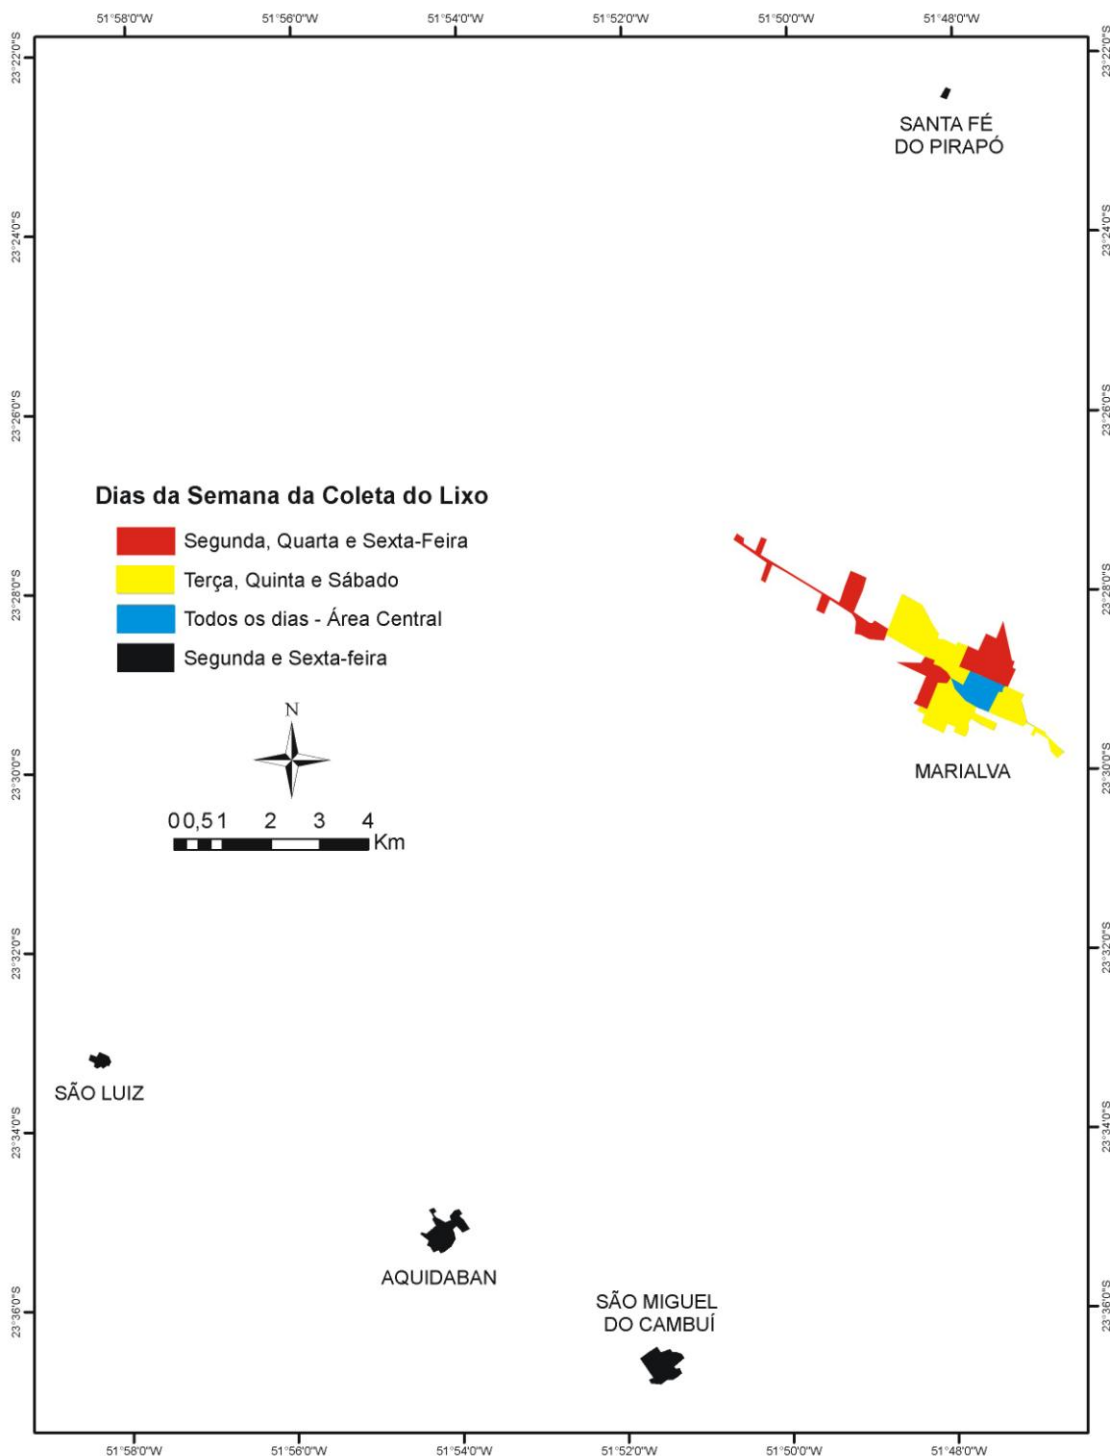 51°58'0"W 51°56'0"W 51°54'0"W 51°52'0"W 51°50'0"W 51°48'0"W
23°22'0"S 23°22'0"S
SANTA FÉ
DO PIRAPÓ
23°24'0"S 23°24'0"S
23°26'0"S 23°26'0"S
Dias da Semana da Coleta do Lixo
Segunda, Quarta e Sexta-Feira
Terça, Quinta e Sábado
Todos os dias - Área Central
Segunda e Sexta-feira
23°28'0"S 23°28'0"S
N
MARIALVA
23°30'0"S 23°30'0"S
0 0,5 1 2 3 4
Km
23°32'0"S 23°32'0"S
SÃO LUIZ
23°34'0"S 23°34'0"S
AQUIDABAN
SÃO MIGUEL
DO CAMBUÍ
23°36'0"S 23°36'0"S
51°58'0"W 51°56'0"W 51°54'0"W 51°52'0"W 51°50'0"W 51°48'0"W